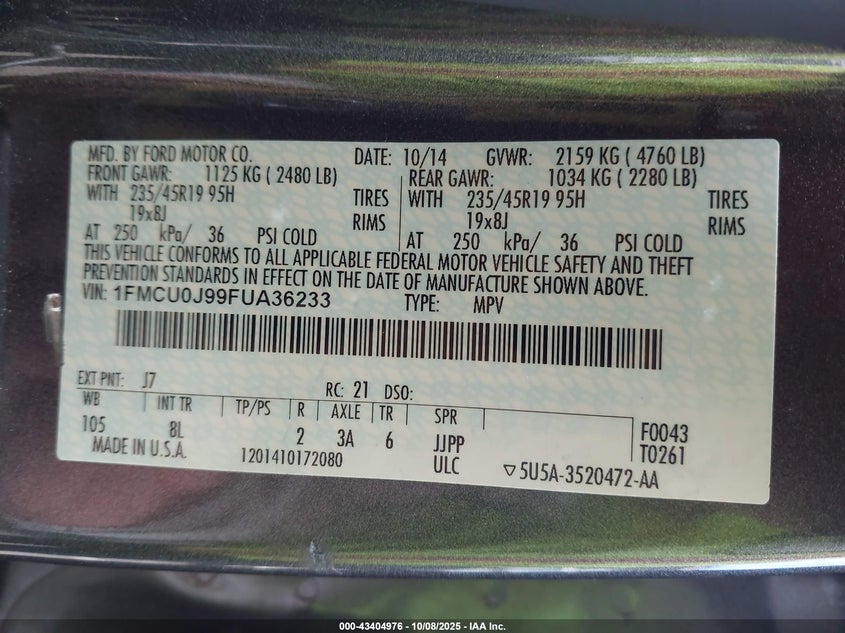 MFD. BY FORD MOTOR CO. DATE: 10/14 GVWR: 2159 KG ( 4760 LB)
FRONT GAWR: 1125 KG ( 2480 LB) REAR GAWR: 1034 KG ( 2280 LB)
WITH 235/45R19 95H TIRES WITH 235/45R19 95H TIRES
19x8J RIMS 19x8J RIMS
AT 250 kPa/ 36 PSI COLD AT 250 kPa/ 36 PSI COLD
THIS VEHICLE CONFORMS TO ALL APPLICABLE FEDERAL MOTOR VEHICLE SAFETY AND THEFT
PREVENTION STANDARDS IN EFFECT ON THE DATE OF MANUFACTURE SHOWN ABOVE.
VIN: 1FMCU0J99FUA36233 TYPE: MPV
EXT PNT: J7 RC: 21 DSO:
WB INT TR TP/PS R AXLE TR SPR
105 8L 2 3A 6 JJPP F0043
MADE IN U.S.A. 1201410172080 ULC T0261
▽5U5A-3520472-AA
000-43404976 - 10/08/2025 - IAA Inc.